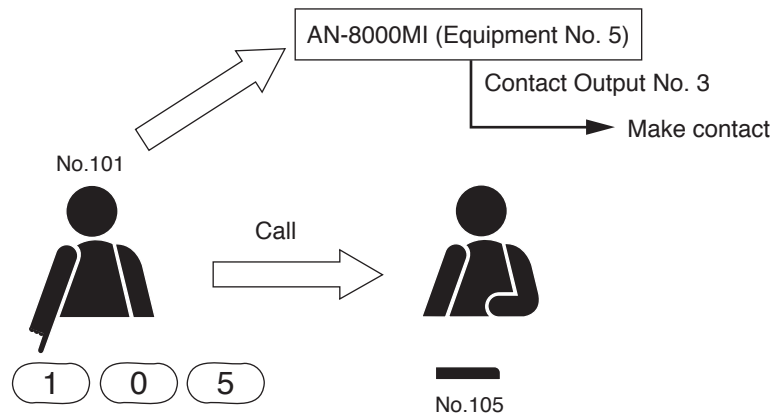 AN-8000MI (Equipment No. 5)
Contact Output No. 3
Make contact
No.101
Call
1 0 5
No.105